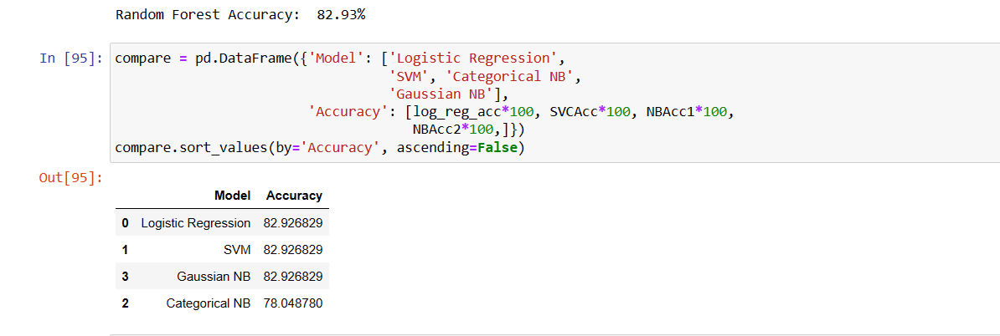 Random Forest Accuracy:  82.93%
In [95]: compare = pd.DataFrame({'Model': ['Logistic Regression',
'SVM', 'Categorical NB',
'Gaussian NB'],
'Accuracy': [log_reg_acc*100, SVCAcc*100, NBAcc1*100,
NBAcc2*100,]})
compare.sort_values(by='Accuracy', ascending=False)
Out[95]:
Model Accuracy
0 Logistic Regression 82.926829
1 SVM 82.926829
3 Gaussian NB 82.926829
2 Categorical NB 78.048780